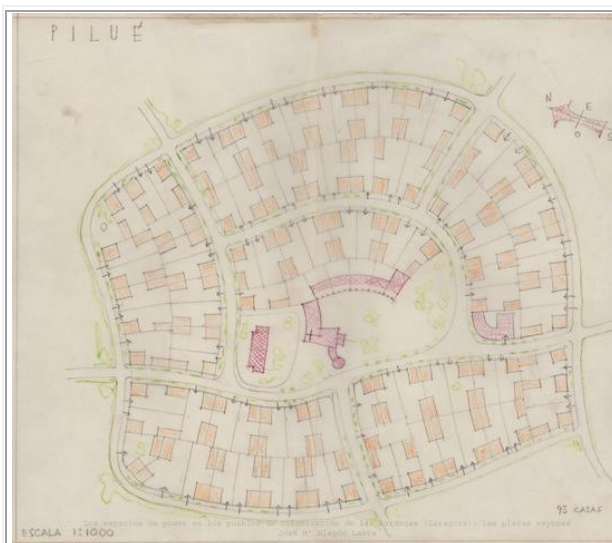 PILUÉ
N
E
S
O
93 CASAS
Los espacios de poder en los pueblos de colonización de las Bardenas (Zaragoza): las plazas mayores
José Mª Alagón Laste
ESCALA 1:1000